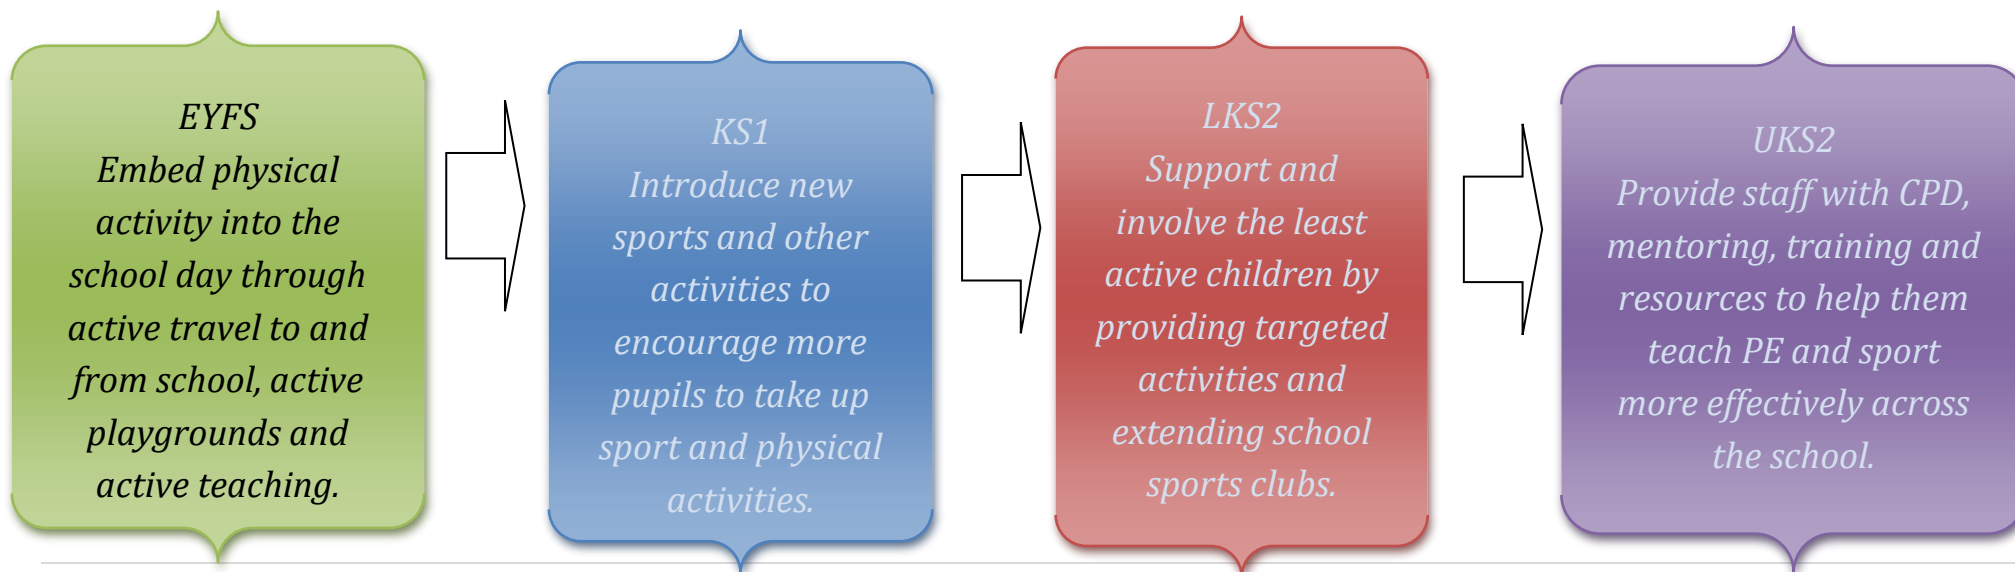 EYFS
Embed physical
activity into the
school day through
active travel to and
from school, active
playgrounds and
active teaching.
KS1
Introduce new
sports and other
activities to
encourage more
pupils to take up
sport and physical
activities.
LKS2
Support and
involve the least
active children by
providing targeted
activities and
extending school
sports clubs.
UKS2
Provide staff with CPD,
mentoring, training and
resources to help them
teach PE and sport
more effectively across
the school.